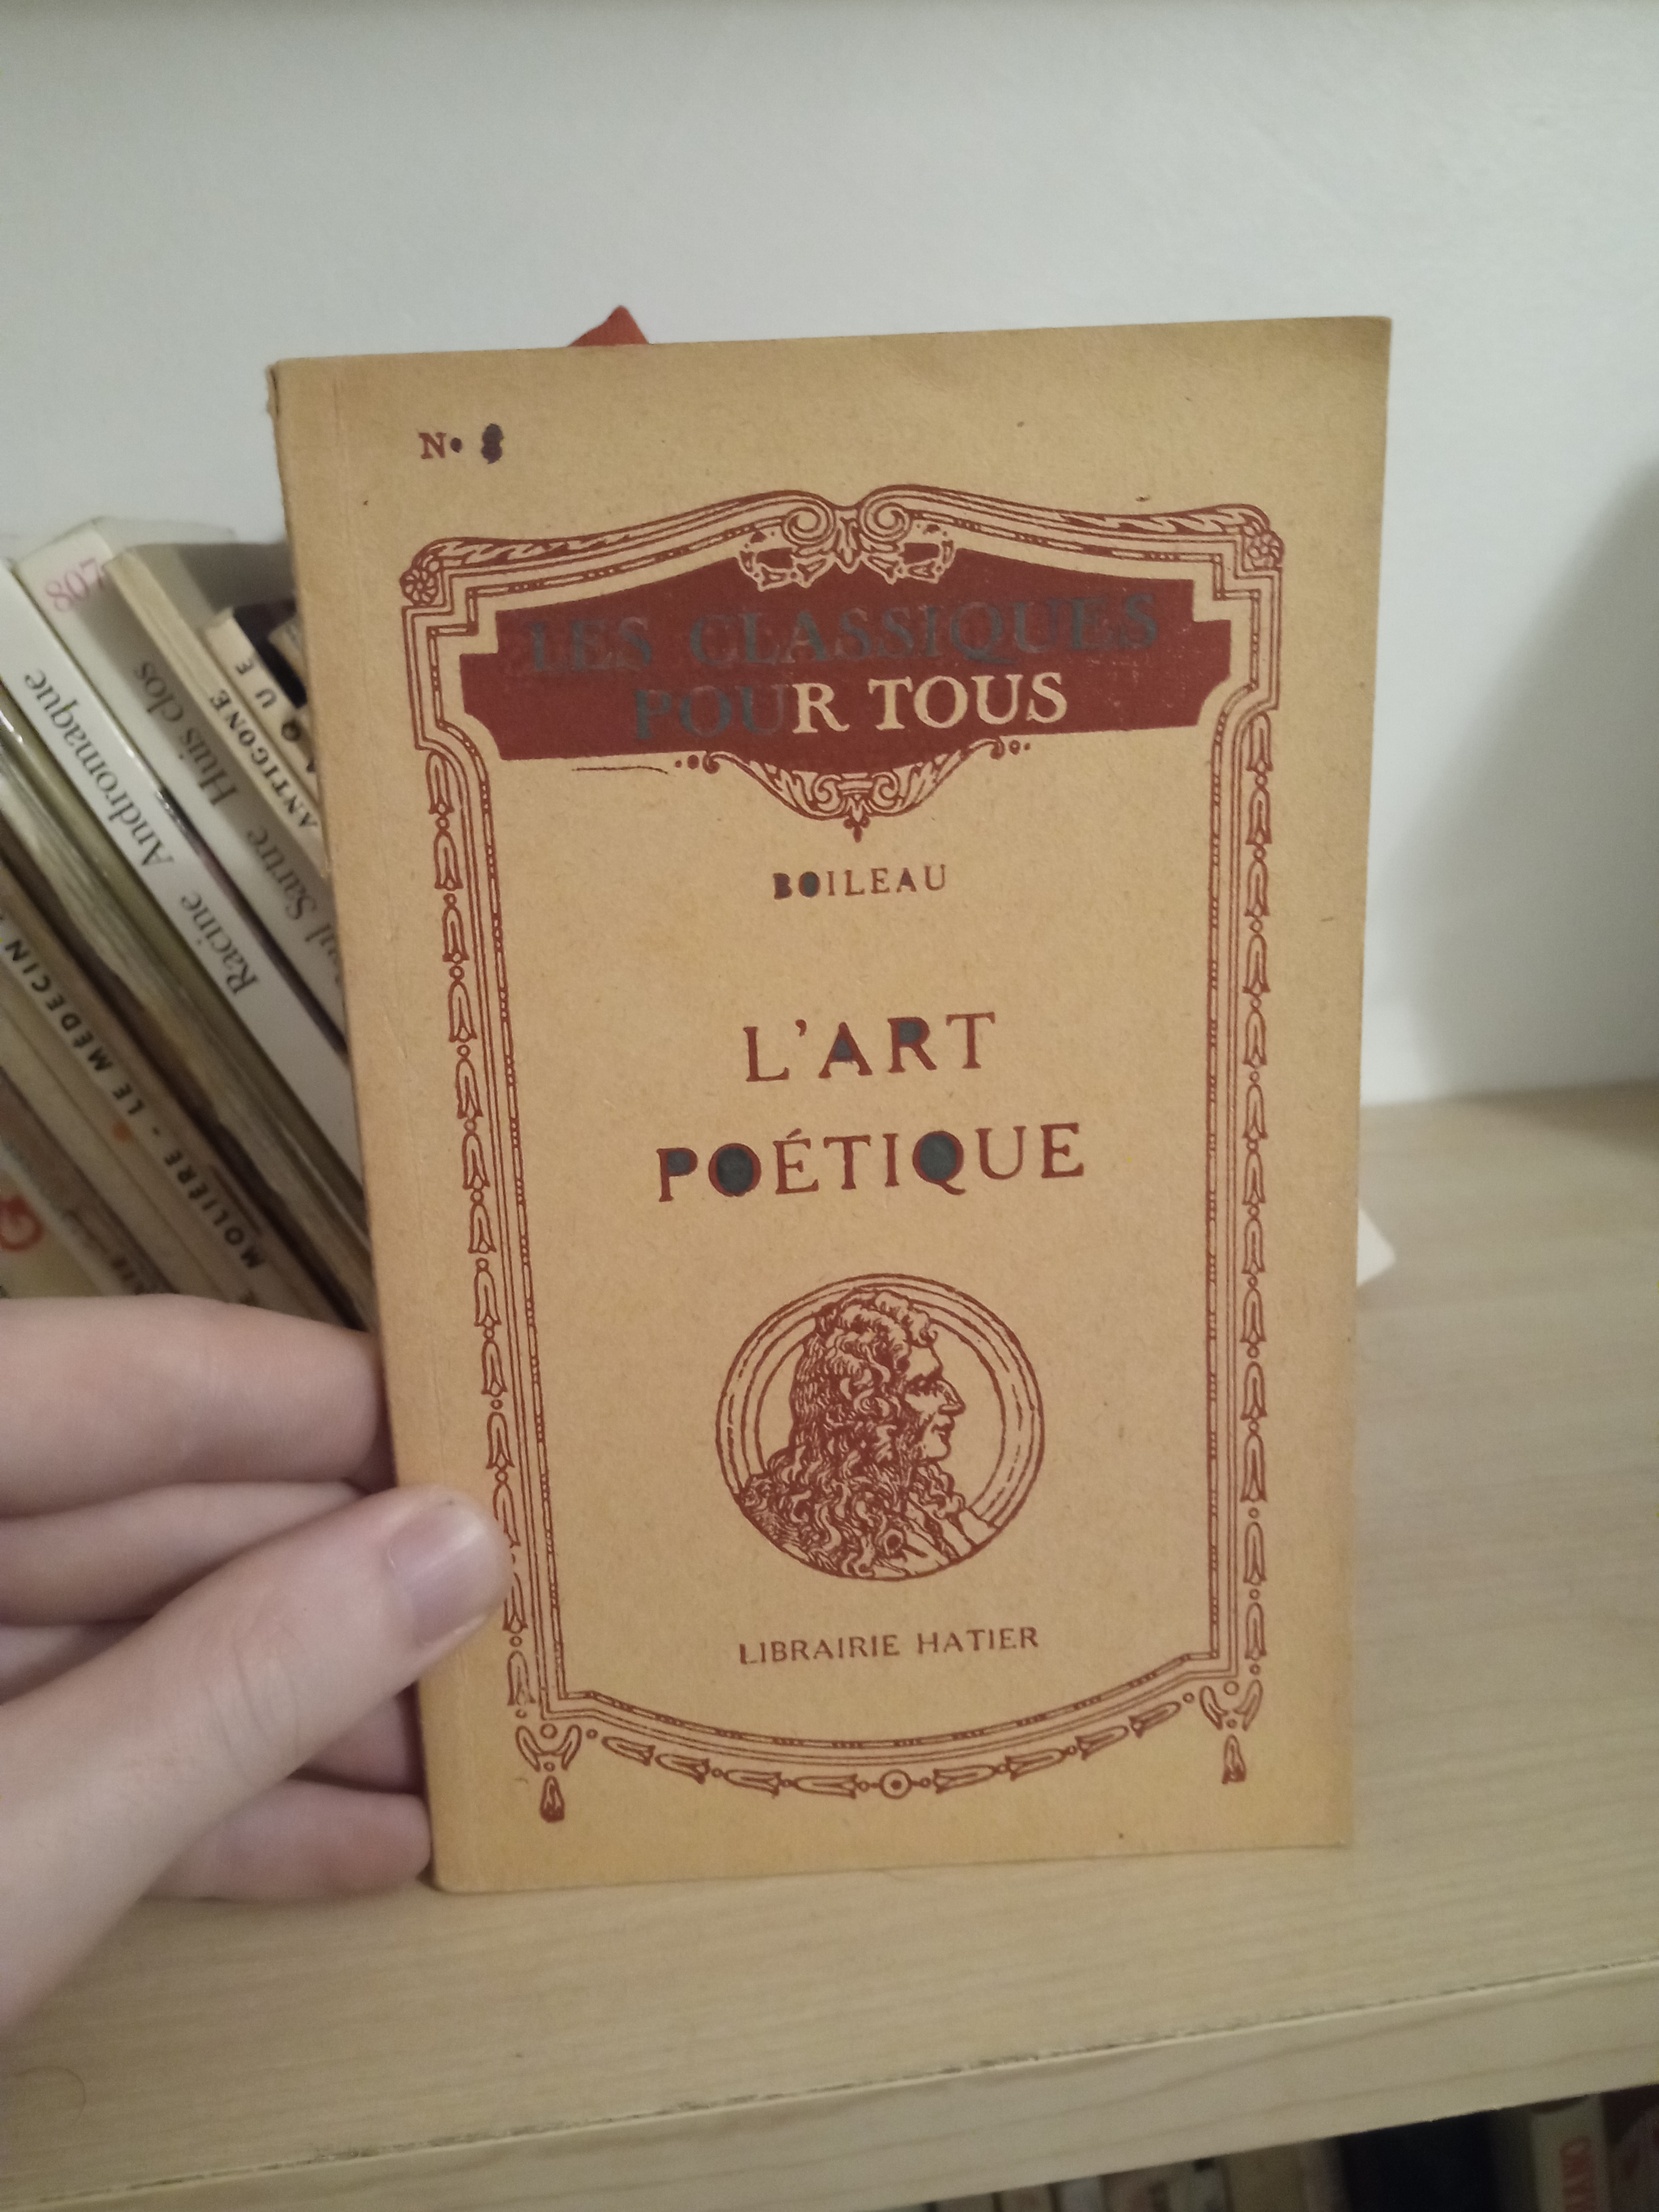 N° 8
LES CLASSIQUES
POUR TOUS
BOILEAU
L'ART
POÉTIQUE
LIBRAIRIE HATIER
807
Huis clos
Sartre
ANTIGONE
Racine Andromaque
MOLIÈRE - LE MÉDECIN